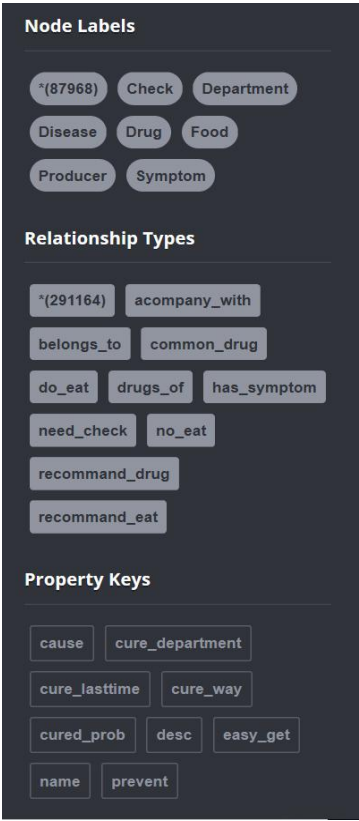 Node Labels
*(87968) Check Department
Disease Drug Food
Producer Symptom
Relationship Types
*(291164) acompany_with
belongs_to common_drug
do_eat drugs_of has_symptom
need_check no_eat
recommand_drug
recommand_eat
Property Keys
cause cure_department
cure_lasttime cure_way
cured_prob desc easy_get
name prevent